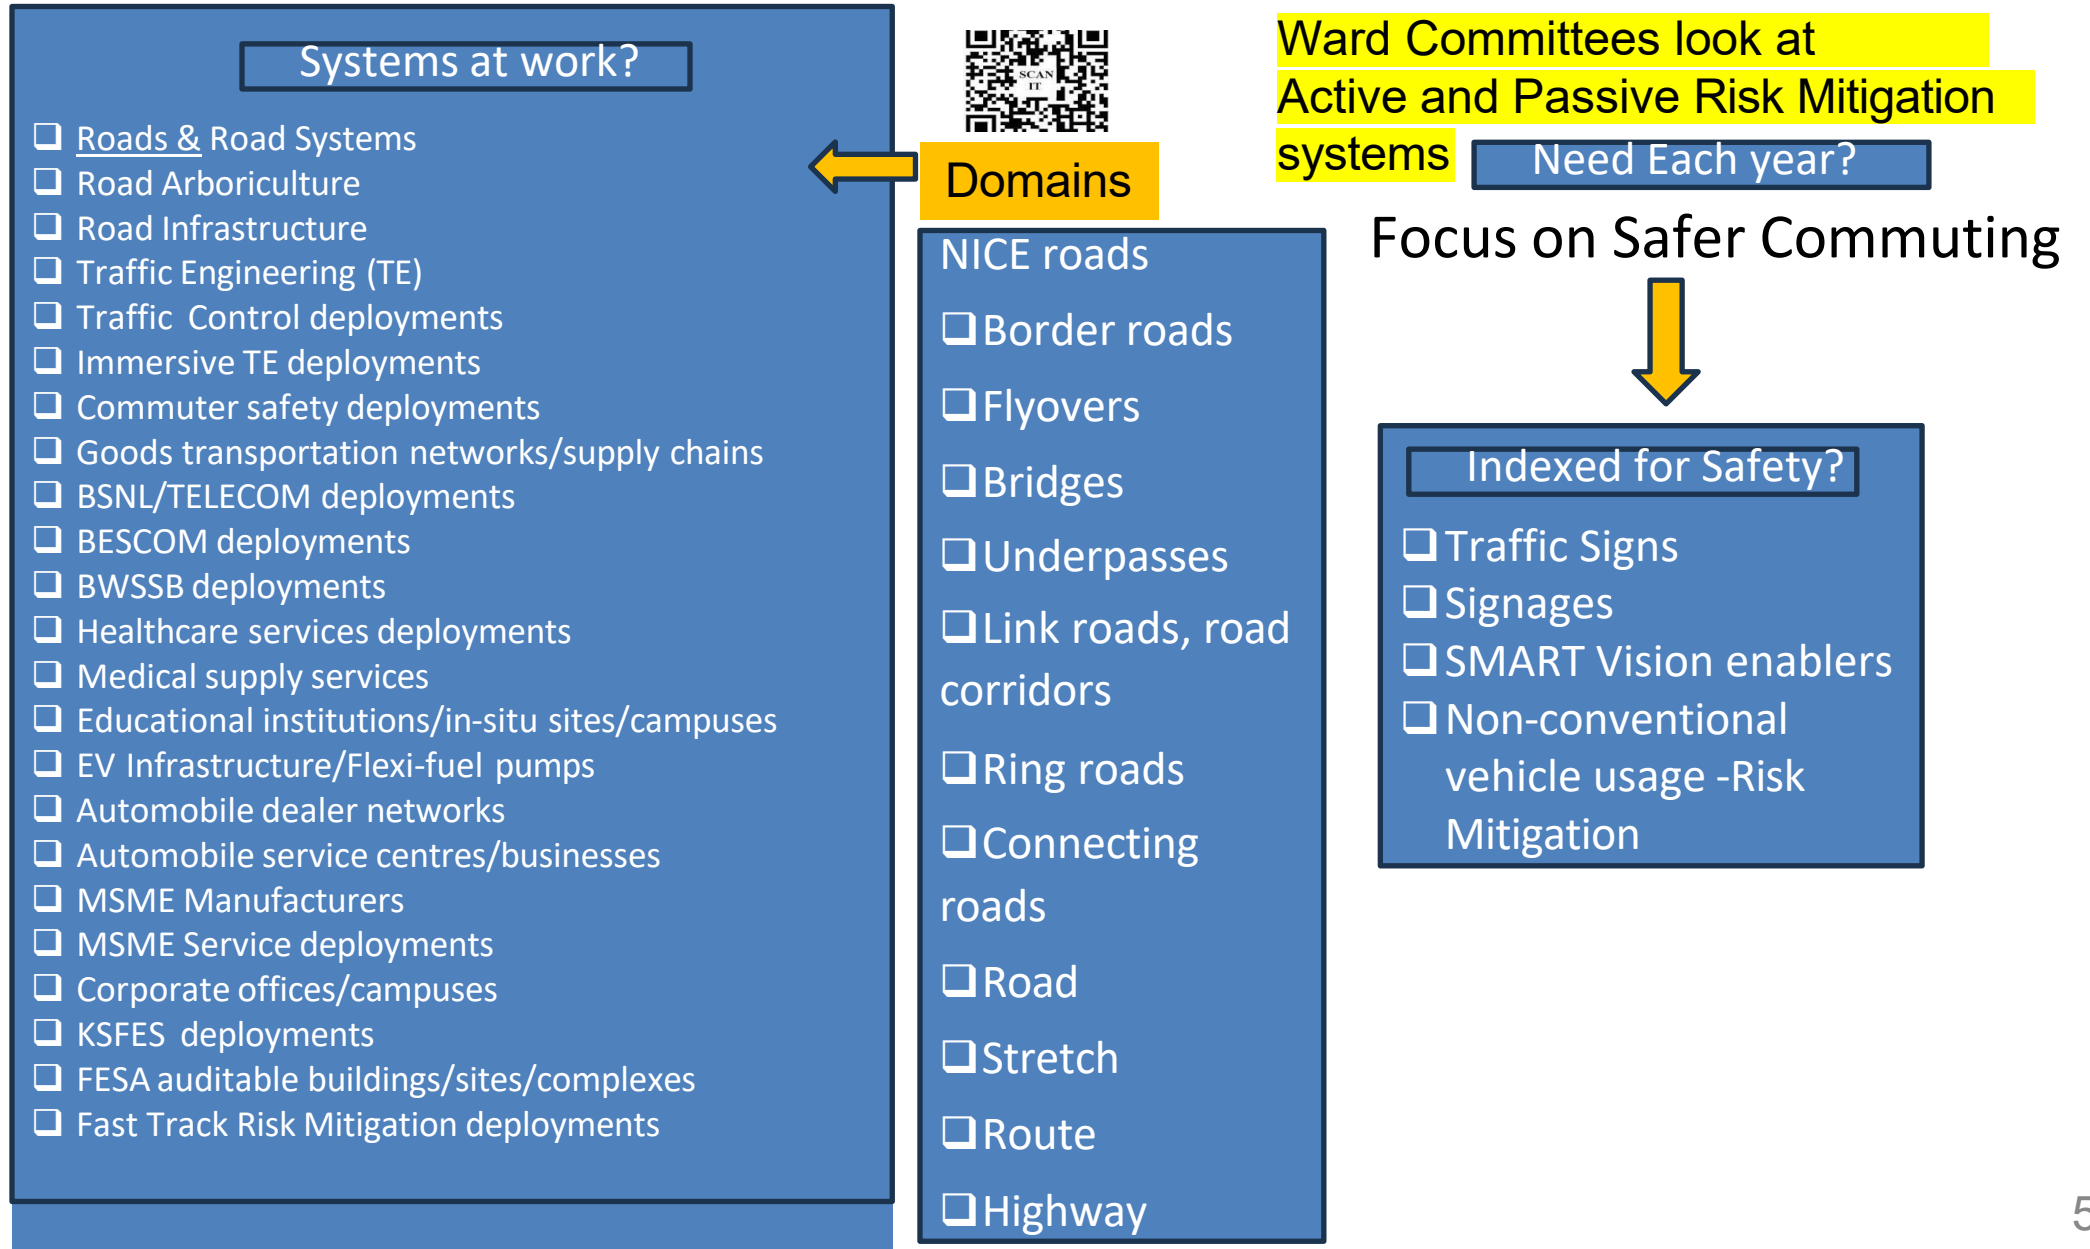 Systems at work?
Roads & Road Systems
Road Arboriculture
Road Infrastructure
Traffic Engineering (TE)
Traffic Control deployments
Immersive TE deployments
Commuter safety deployments
Goods transportation networks/supply chains
BSNL/TELECOM deployments
BESCOM deployments
BWSSB deployments
Healthcare services deployments
Medical supply services
Educational institutions/in-situ sites/campuses
EV Infrastructure/Flexi-fuel pumps
Automobile dealer networks
Automobile service centres/businesses
MSME Manufacturers
MSME Service deployments
Corporate offices/campuses
KSFES deployments
FESA auditable buildings/sites/complexes
Fast Track Risk Mitigation deployments
SCAN
IT
Domains
NICE roads
Border roads
Flyovers
Bridges
Underpasses
Link roads, road
corridors
Ring roads
Connecting
roads
Road
Stretch
Route
Highway
Ward Committees look at
Active and Passive Risk Mitigation
systems
Need Each year?
Focus on Safer Commuting
Indexed for Safety?
Traffic Signs
Signages
SMART Vision enablers
Non-conventional
vehicle usage -Risk
Mitigation
5